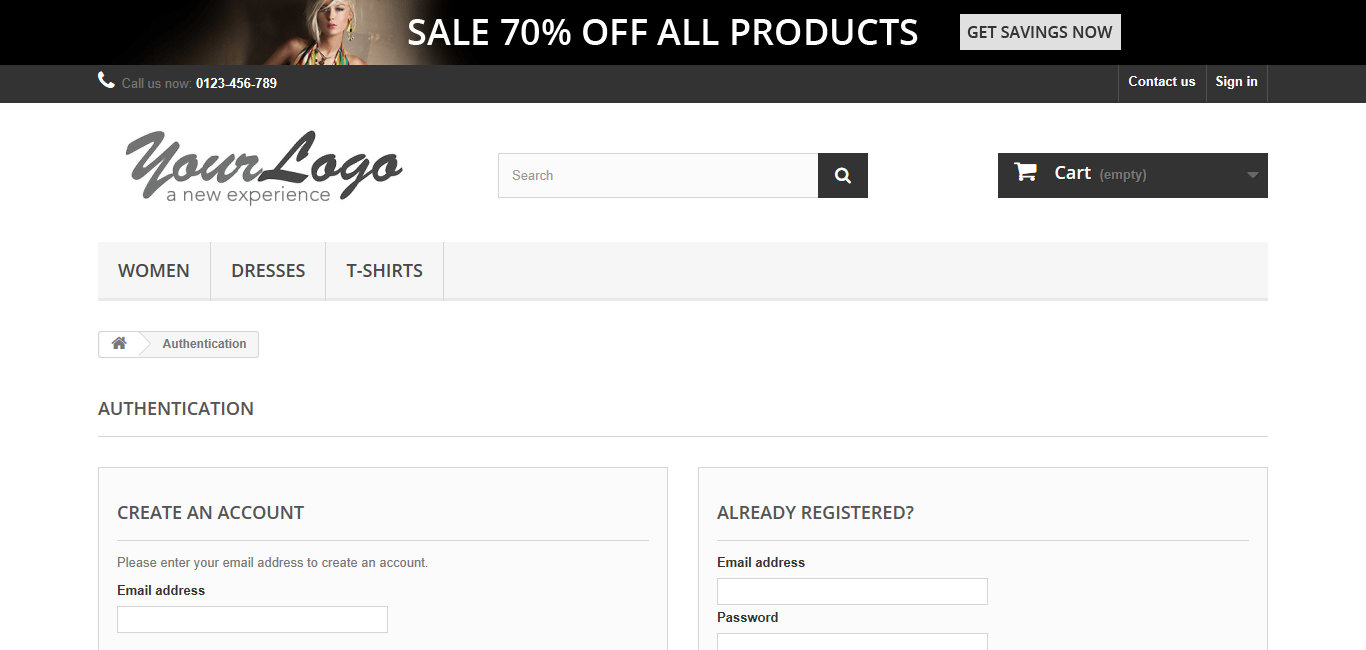 SALE 70% OFF ALL PRODUCTS GET SAVINGS NOW
Call us now: 0123-456-789 Contact us Sign in
YourLogo
a new experience
Search
Cart (empty)
WOMEN DRESSES T-SHIRTS
Authentication
AUTHENTICATION
CREATE AN ACCOUNT
Please enter your email address to create an account.
Email address
ALREADY REGISTERED?
Email address
Password